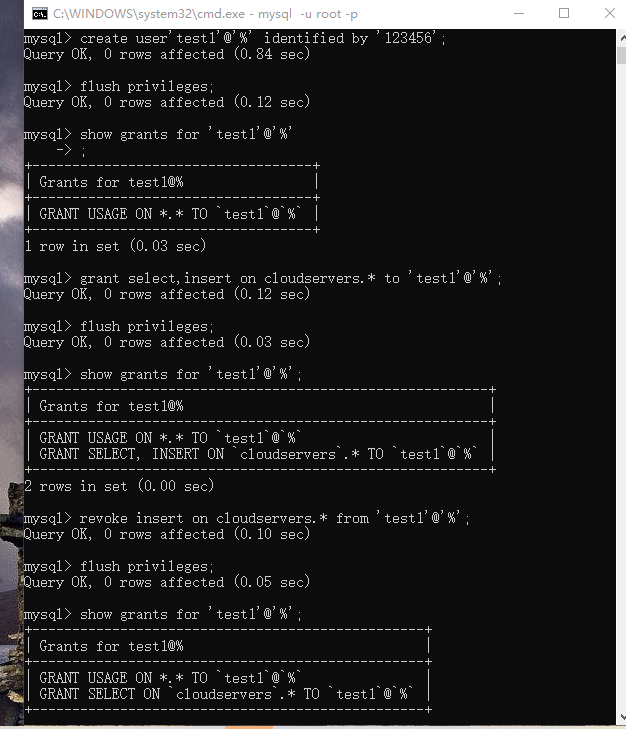 C:\WINDOWS\system32\cmd.exe - mysql  -u root -p
mysql> create user'test1'@'%' identified by '123456';
Query OK, 0 rows affected (0.84 sec)
mysql> flush privileges;
Query OK, 0 rows affected (0.12 sec)
mysql> show grants for 'test1'@'%'
    -> ;
+-----------------------------------+
| Grants for test1@%                |
+-----------------------------------+
| GRANT USAGE ON *.* TO `test1`@`%` |
+-----------------------------------+
1 row in set (0.03 sec)
mysql> grant select,insert on cloudservers.* to 'test1'@'%';
Query OK, 0 rows affected (0.12 sec)
mysql> flush privileges;
Query OK, 0 rows affected (0.03 sec)
mysql> show grants for 'test1'@'%';
+---------------------------------------------------------+
| Grants for test1@%                                      |
+---------------------------------------------------------+
| GRANT USAGE ON *.* TO `test1`@`%`                       |
| GRANT SELECT, INSERT ON `cloudservers`.* TO `test1`@`%` |
+---------------------------------------------------------+
2 rows in set (0.00 sec)
mysql> revoke insert on cloudservers.* from 'test1'@'%';
Query OK, 0 rows affected (0.10 sec)
mysql> flush privileges;
Query OK, 0 rows affected (0.05 sec)
mysql> show grants for 'test1'@'%';
+-------------------------------------------------+
| Grants for test1@%                              |
+-------------------------------------------------+
| GRANT USAGE ON *.* TO `test1`@`%`               |
| GRANT SELECT ON `cloudservers`.* TO `test1`@`%` |
+-------------------------------------------------+